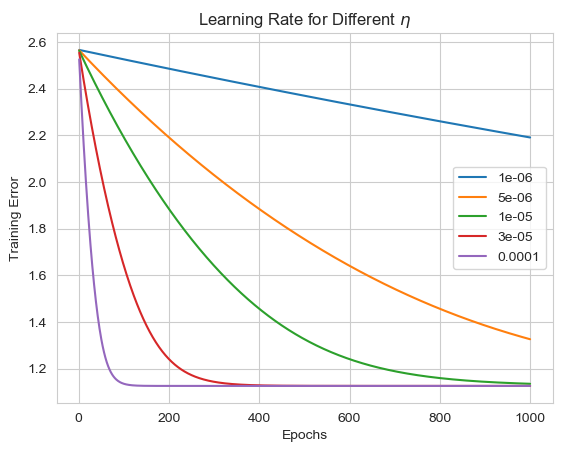 Learning Rate for Different η
2.6
2.4
2.2
2.0
1.8
1.6
1.4
1.2
Training Error
1e-06
5e-06
1e-05
3e-05
0.0001
0 200 400 600 800 1000
Epochs